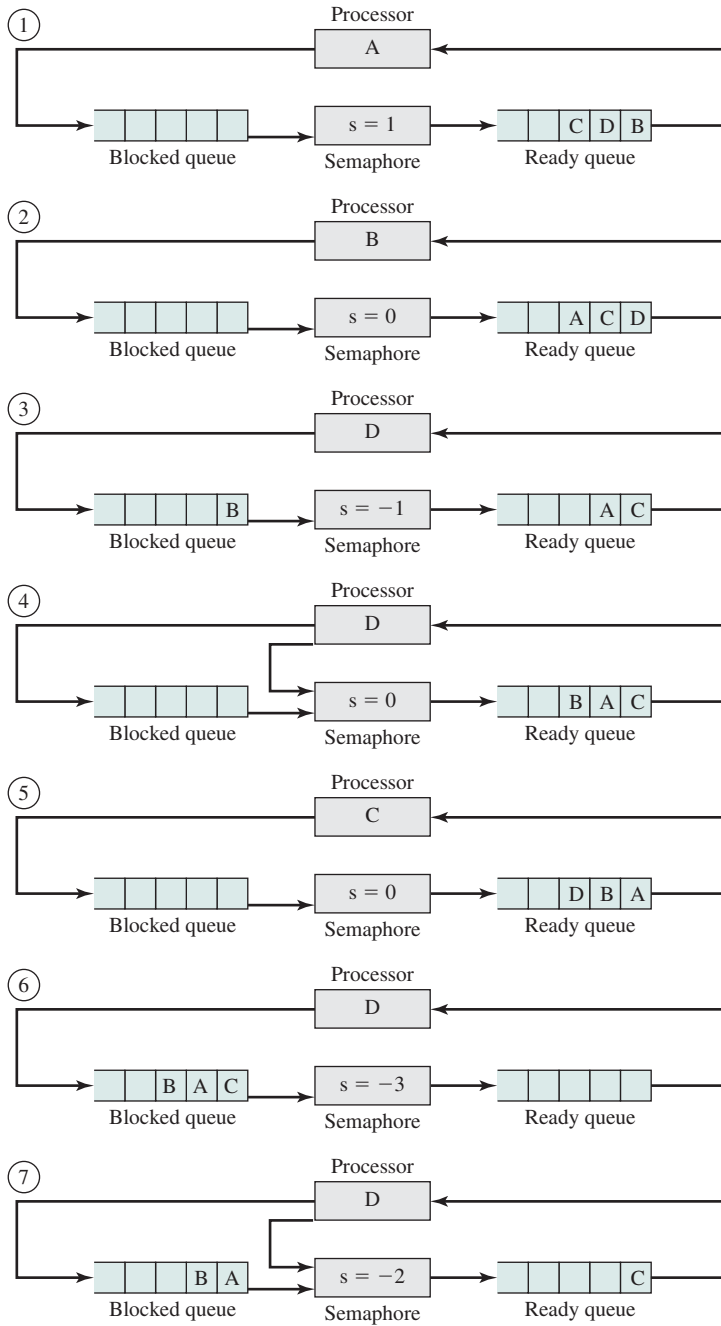 1
Processor
A
s = 1
C D B
Blocked queue
Semaphore
Ready queue
2
Processor
B
s = 0
A C D
Blocked queue
Semaphore
Ready queue
3
Processor
D
B
s = −1
A C
Blocked queue
Semaphore
Ready queue
4
Processor
D
s = 0
B A C
Blocked queue
Semaphore
Ready queue
5
Processor
C
s = 0
D B A
Blocked queue
Semaphore
Ready queue
6
Processor
D
B A C
s = −3
Blocked queue
Semaphore
Ready queue
7
Processor
D
B A
s = −2
C
Blocked queue
Semaphore
Ready queue